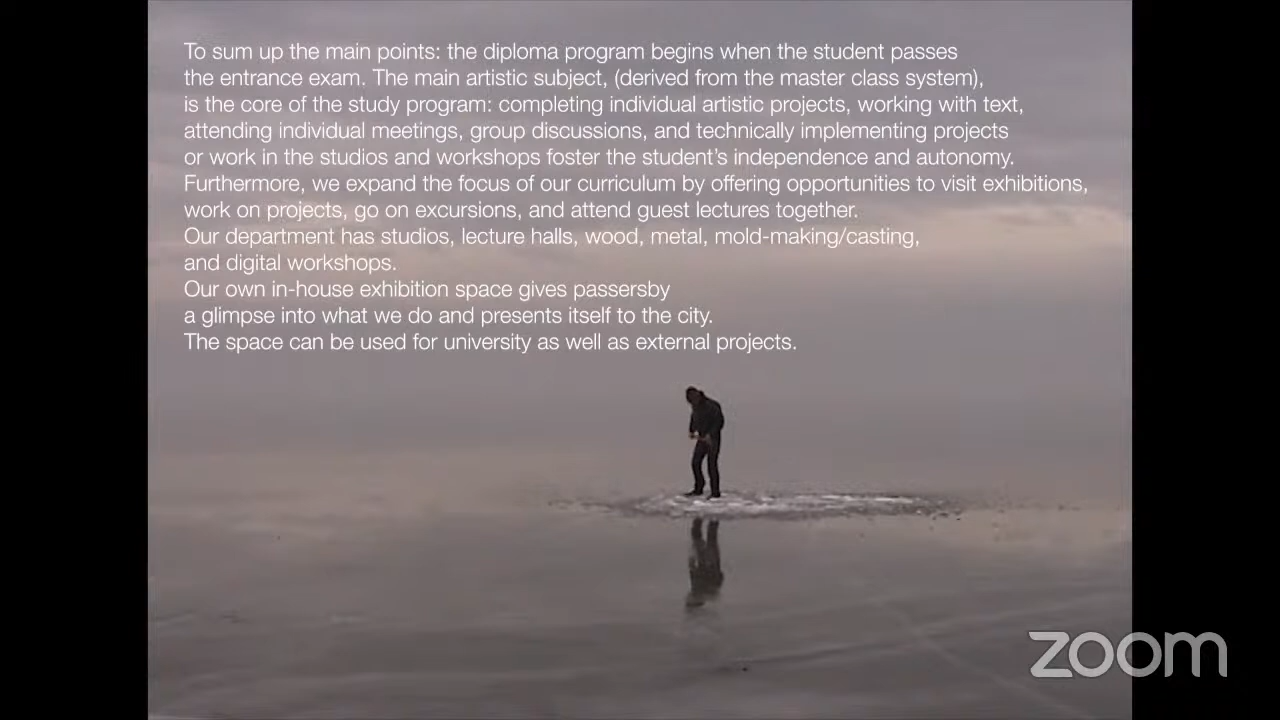 To sum up the main points: the diploma program begins when the student passes
the entrance exam. The main artistic subject, (derived from the master class system),
is the core of the study program: completing individual artistic projects, working with text,
attending individual meetings, group discussions, and technically implementing projects
or work in the studios and workshops foster the student's independence and autonomy.
Furthermore, we expand the focus of our curriculum by offering opportunities to visit exhibitions,
work on projects, go on excursions, and attend guest lectures together.
Our department has studios, lecture halls, wood, metal, mold-making/casting,
and digital workshops.
Our own in-house exhibition space gives passersby
a glimpse into what we do and presents itself to the city.
The space can be used for university as well as external projects.
zoom